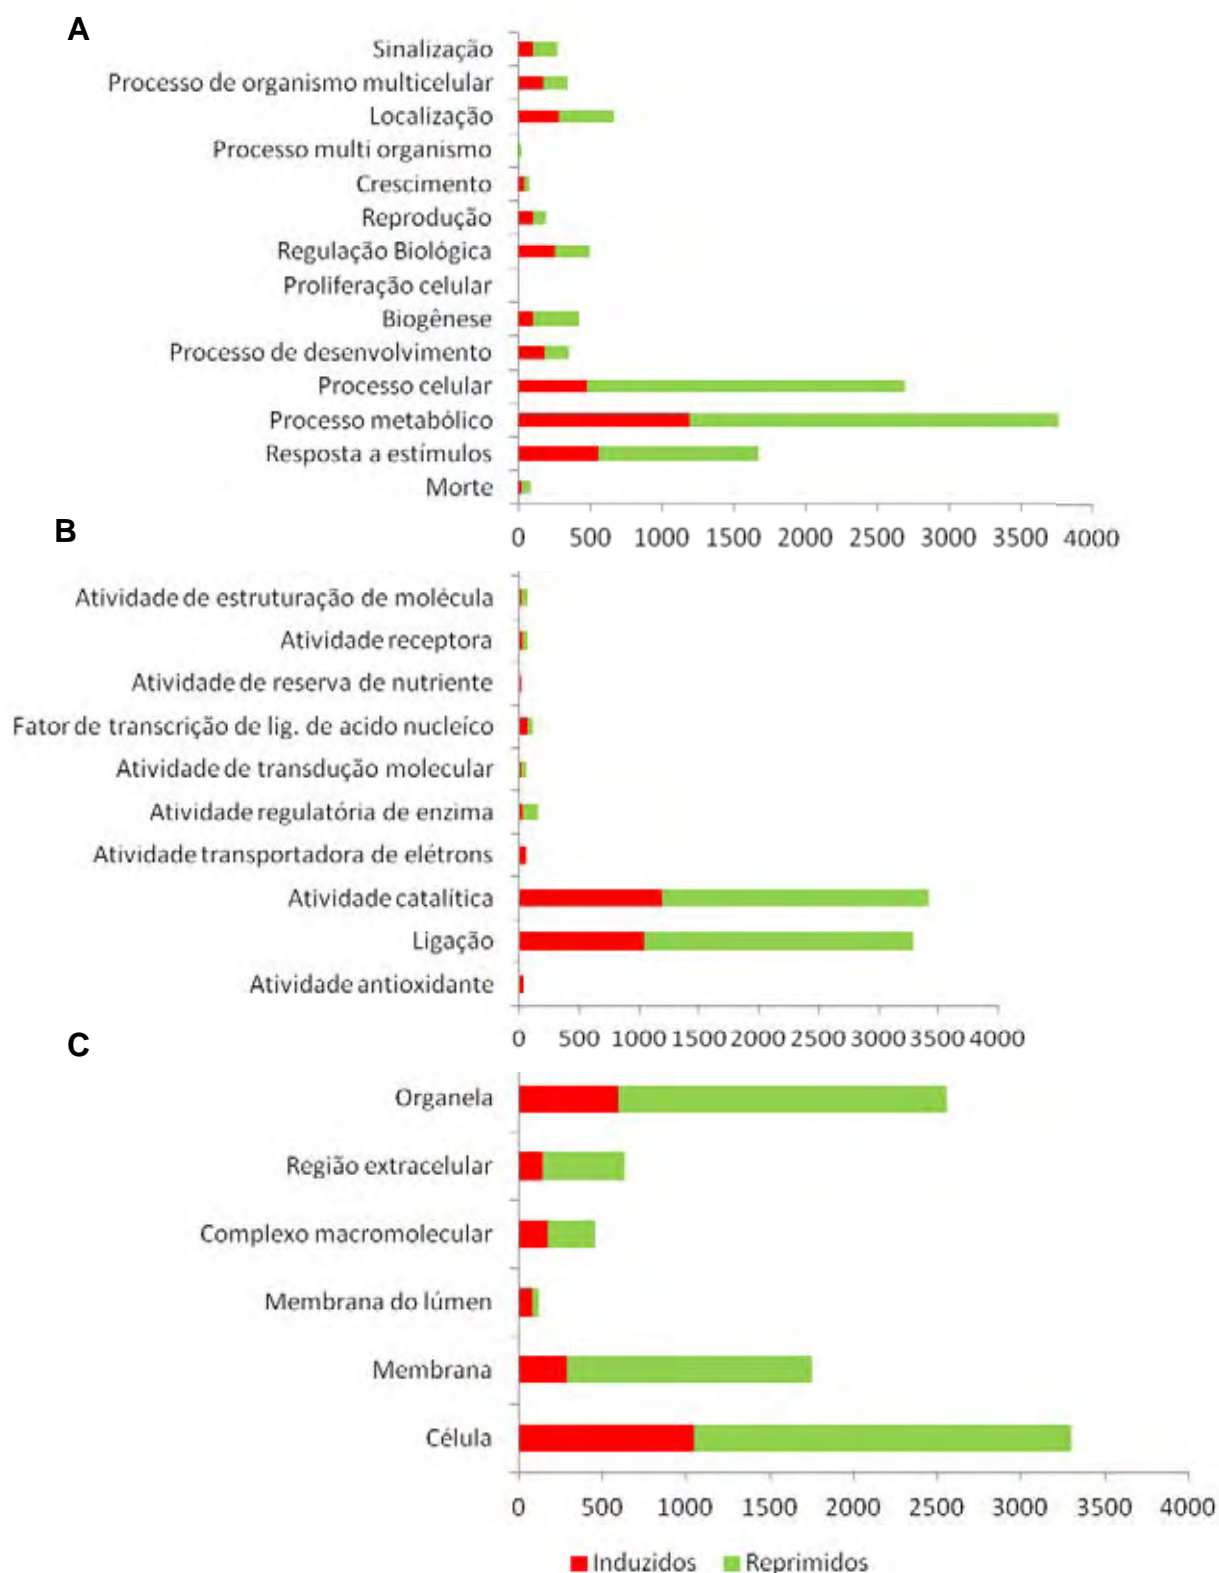 A
Sinalização
Processo de organismo multicelular
Localização
Processo multi organismo
Crescimento
Reprodução
Regulação Biológica
Proliferação celular
Biogênese
Processo de desenvolvimento
Processo celular
Processo metabólico
Resposta a estímulos
Morte
0 500 1000 1500 2000 2500 3000 3500 4000
B
Atividade de estruturação de molécula
Atividade receptora
Atividade de reserva de nutriente
Fator de transcrição de lig. de acido nucleíco
Atividade de transdução molecular
Atividade regulatória de enzima
Atividade transportadora de elétrons
Atividade catalítica
Ligação
Atividade antioxidante
0 500 1000 1500 2000 2500 3000 3500 4000
C
Organela
Região extracelular
Complexo macromolecular
Membrana do lúmen
Membrana
Célula
0 500 1000 1500 2000 2500 3000 3500 4000
Induzidos Reprimidos